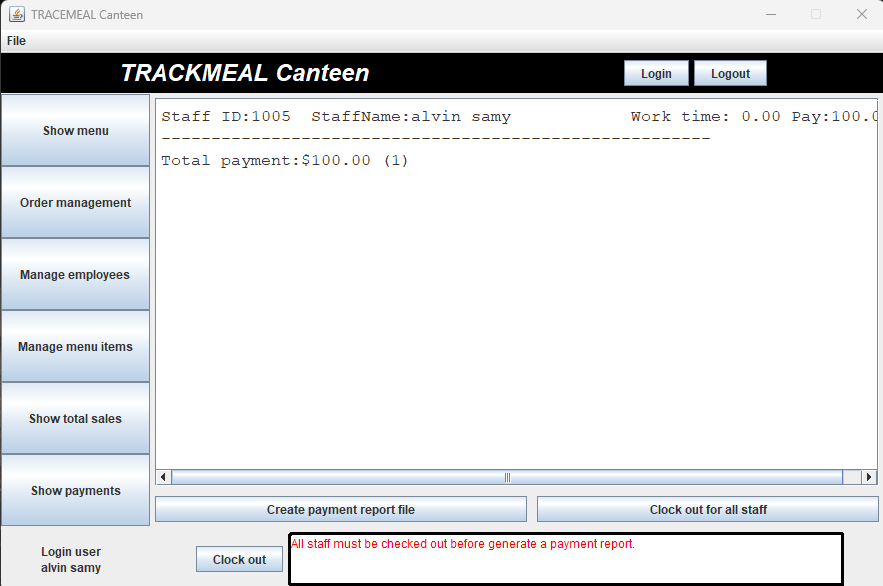 TRACEMEAL Canteen
File
TRACKMEAL Canteen
Login
Logout
Show menu
Order management
Manage employees
Manage menu items
Show total sales
Show payments
Staff ID:1005  StaffName:alvin samy            Work time: 0.00 Pay:100.0
-------------------------------------------------------
Total payment:$100.00 (1)
Create payment report file
Clock out for all staff
Login user
alvin samy
Clock out
All staff must be checked out before generate a payment report.